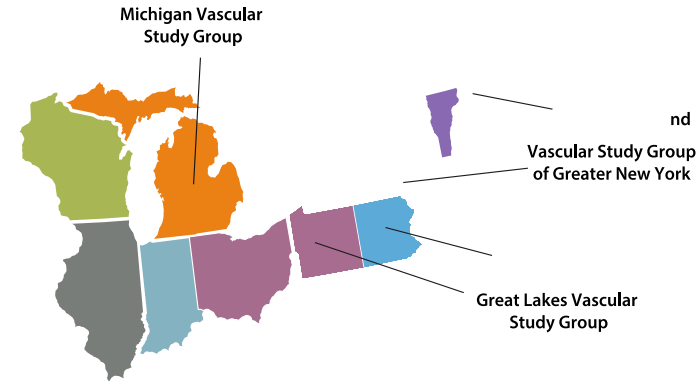 Michigan Vascular
Study Group
nd
Vascular Study Group
of Greater New York
Great Lakes Vascular
Study Group